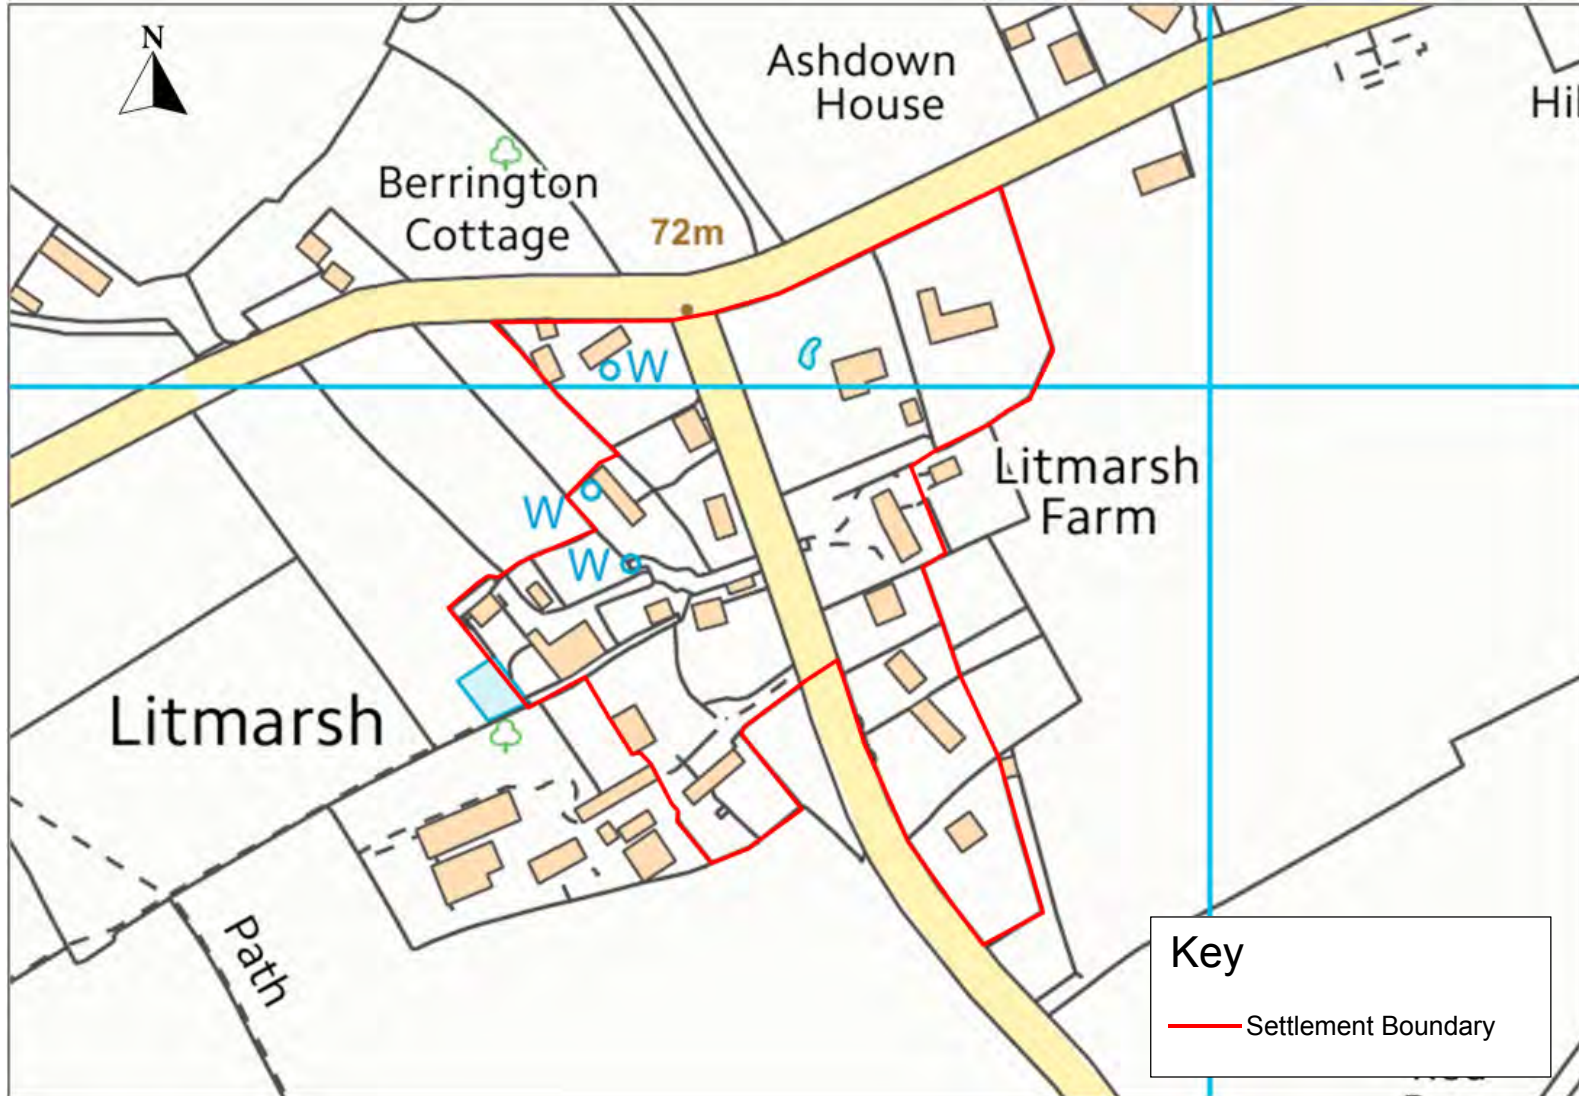 N
Ashdown
House
Hil
Berrington
Cottage
72m
W
Litmarsh
Farm
W
W
Litmarsh
Path
Key
Settlement Boundary